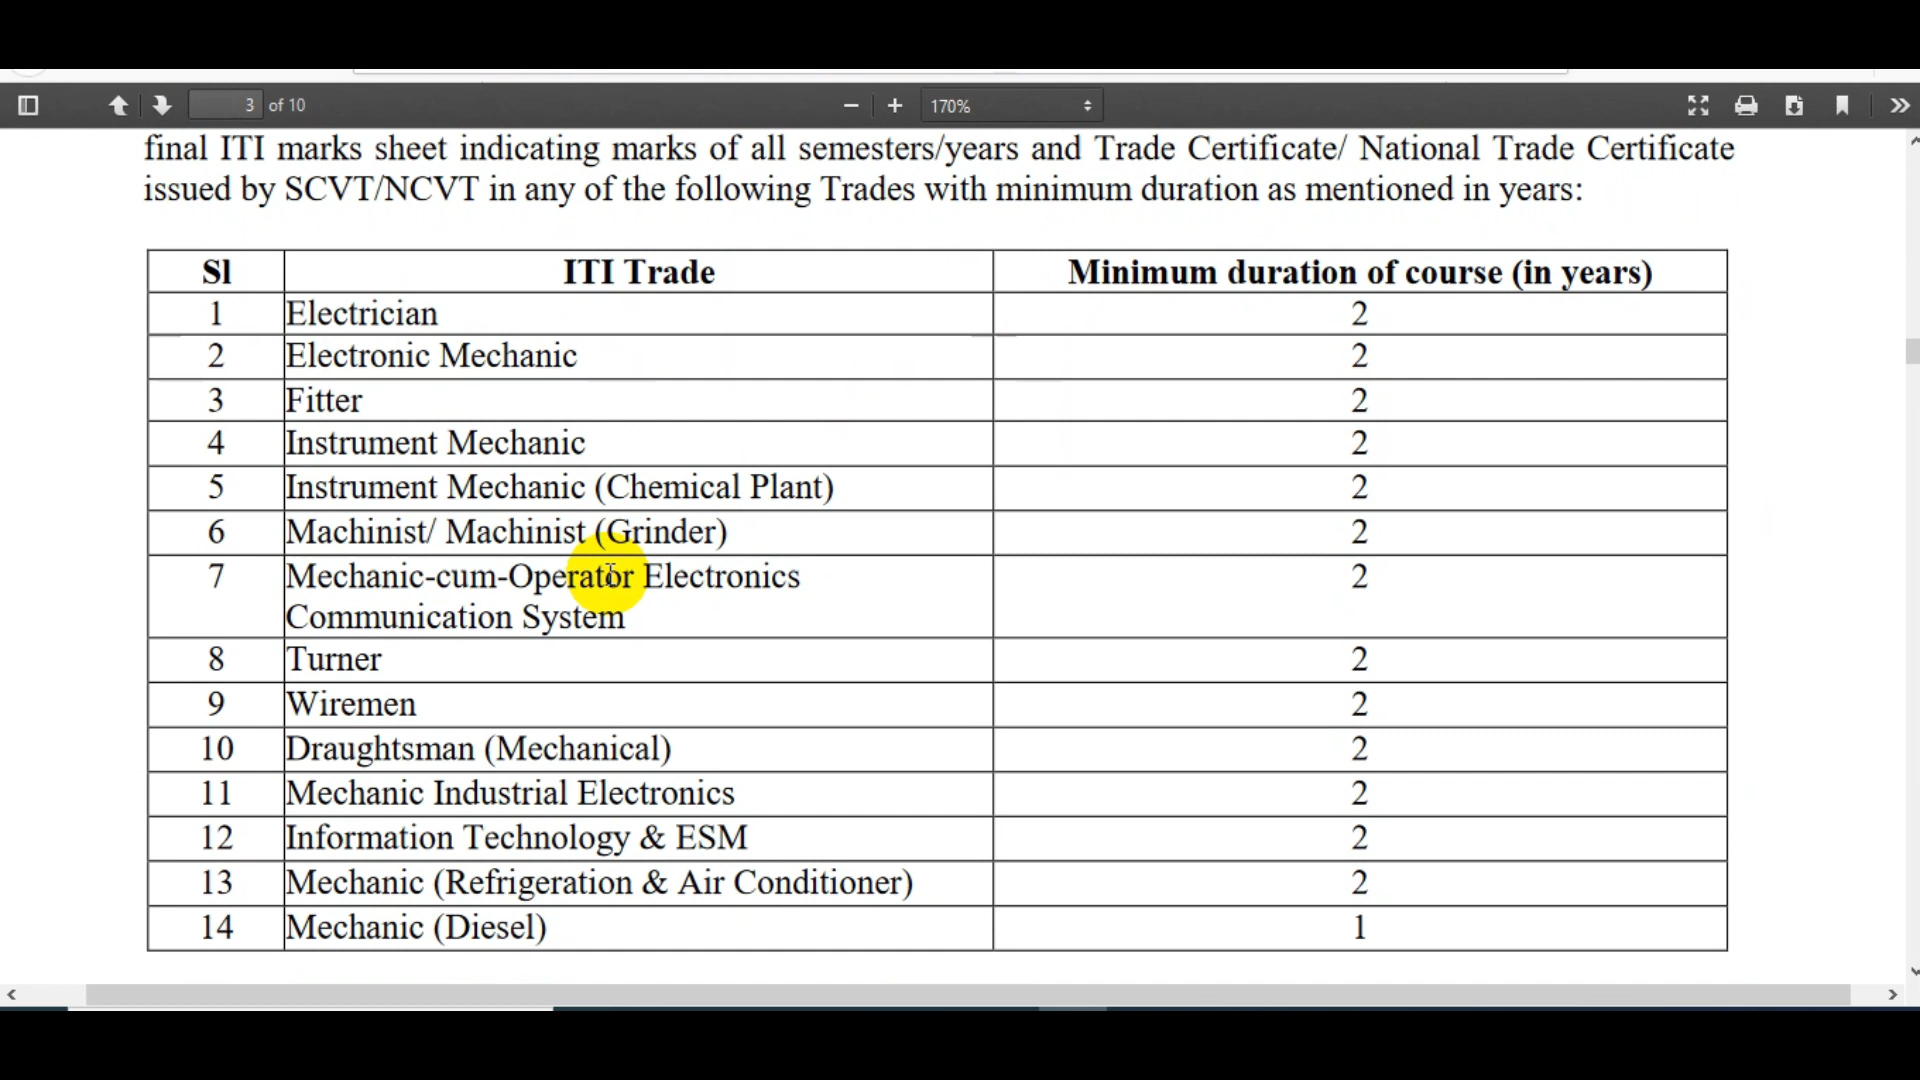 3 of 10
170%
final ITI marks sheet indicating marks of all semesters/years and Trade Certificate/ National Trade Certificate
issued by SCVT/NCVT in any of the following Trades with minimum duration as mentioned in years:
Sl ITI Trade Minimum duration of course (in years)
1 Electrician 2
2 Electronic Mechanic 2
3 Fitter 2
4 Instrument Mechanic 2
5 Instrument Mechanic (Chemical Plant) 2
6 Machinist/ Machinist (Grinder) 2
7 Mechanic-cum-Operator Electronics 2
Communication System
8 Turner 2
9 Wiremen 2
10 Draughtsman (Mechanical) 2
11 Mechanic Industrial Electronics 2
12 Information Technology & ESM 2
13 Mechanic (Refrigeration & Air Conditioner) 2
14 Mechanic (Diesel) 1